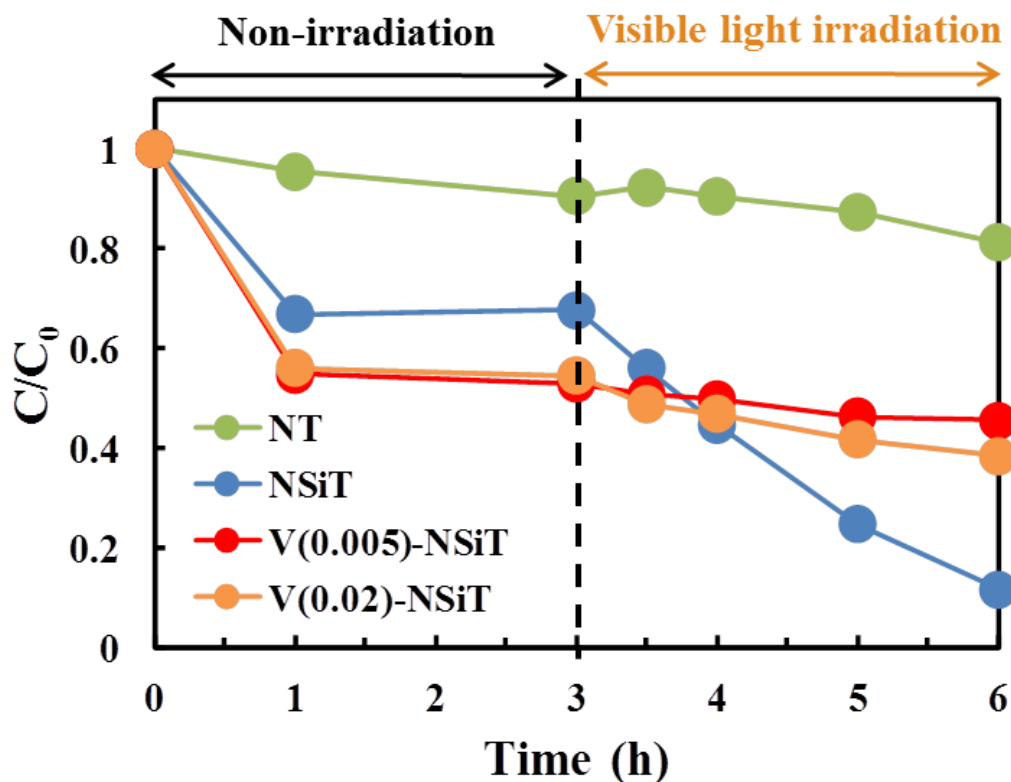 Non-irradiation
Visible light irradiation
C/C₀
1
0.8
0.6
0.4
0.2
0
NT
NSiT
V(0.005)-NSiT
V(0.02)-NSiT
0 1 2 3 4 5 6
Time (h)